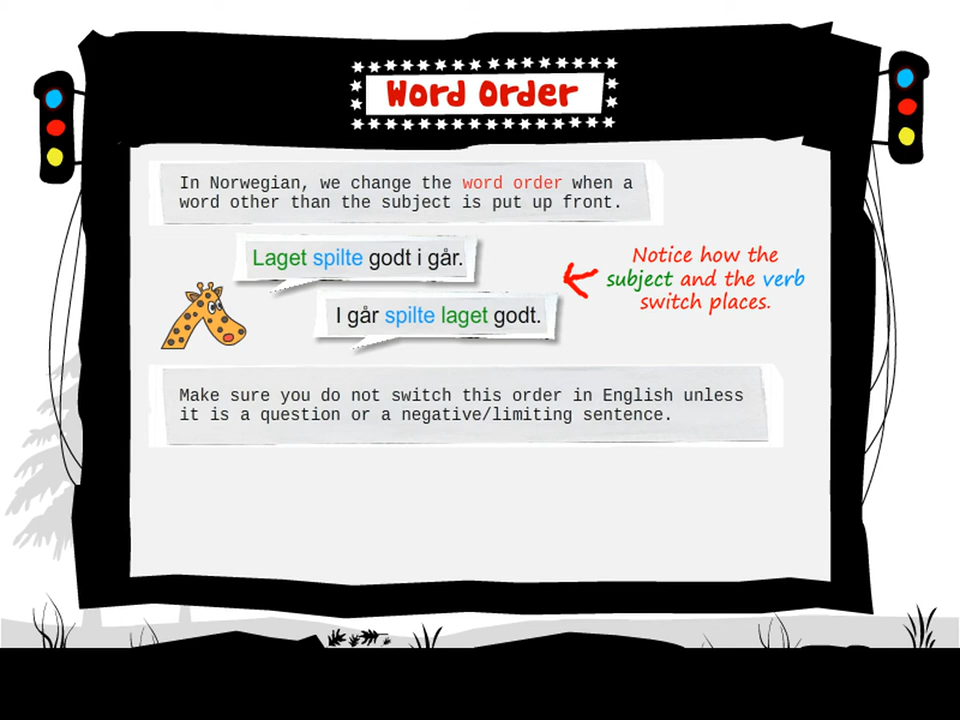 Word Order
In Norwegian, we change the word order when a
word other than the subject is put up front.
Laget spilte godt i går.
I går spilte laget godt.
Notice how the
subject and the verb
switch places.
Make sure you do not switch this order in English unless
it is a question or a negative/limiting sentence.